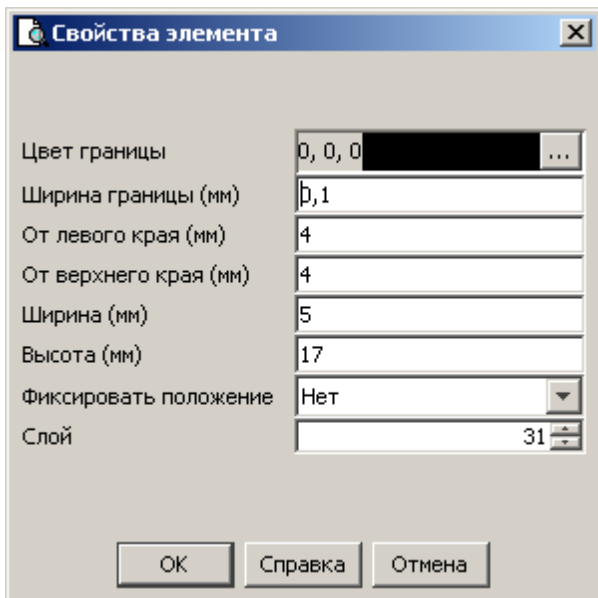 Свойства элемента
Цвет границы 0, 0, 0 ...
Ширина границы (мм) 0,1
От левого края (мм) 4
От верхнего края (мм) 4
Ширина (мм) 5
Высота (мм) 17
Фиксировать положение Нет
Слой 31
ОК Справка Отмена